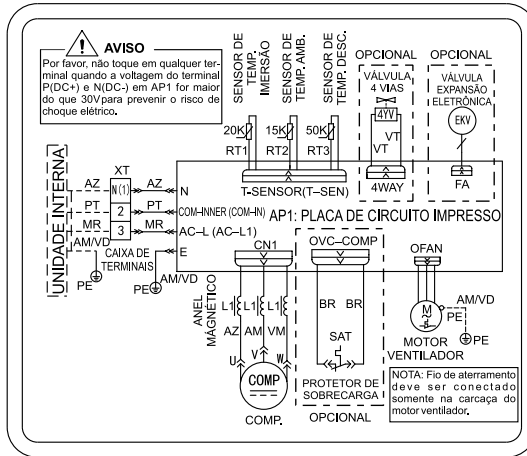 AVISO
Por favor, não toque em qualquer ter-
minal quando a voltagem do terminal
P(DC+) e N(DC-) em AP1 for maior
do que 30V para prevenir o risco de
choque elétrico.
SENSOR DE
TEMP.
IMERSÃO
SENSOR DE
TEMP. AMB.
SENSOR DE
TEMP. DESC.
OPCIONAL
VÁLVULA
4 VIAS
4YV
VT
VT
4WAY
OPCIONAL
VÁLVULA
EXPANSÃO
ELETRÔNICA
EKV
FA
20K
15K
50K
RT1
RT2
RT3
T-SENSOR(T–SEN)
UNIDADE INTERNA
XT
AZ
N (1)
AZ
N
PT
2
PT
COM-INNER (COM-IN)
MR
3
MR
AC–L (AC–L1)
AM/VD
CAIXA DE
TERMINAIS
E
PE
PE
AM/VD
AP1: PLACA DE CIRCUITO IMPRESSO
CN1
OVC–COMP
OFAN
ANEL
MÁGNÉTICO
L1
L1
L1
AZ
AM
VM
U
V
W
COMP
COMP.
BR
BR
SAT
PROTETOR DE
SOBRECARGA
OPCIONAL
M
AM/VD
PE
PE
MOTOR
VENTILADOR
NOTA: Fio de aterramento
deve ser conectado
somente na carcaça do
motor ventilador.